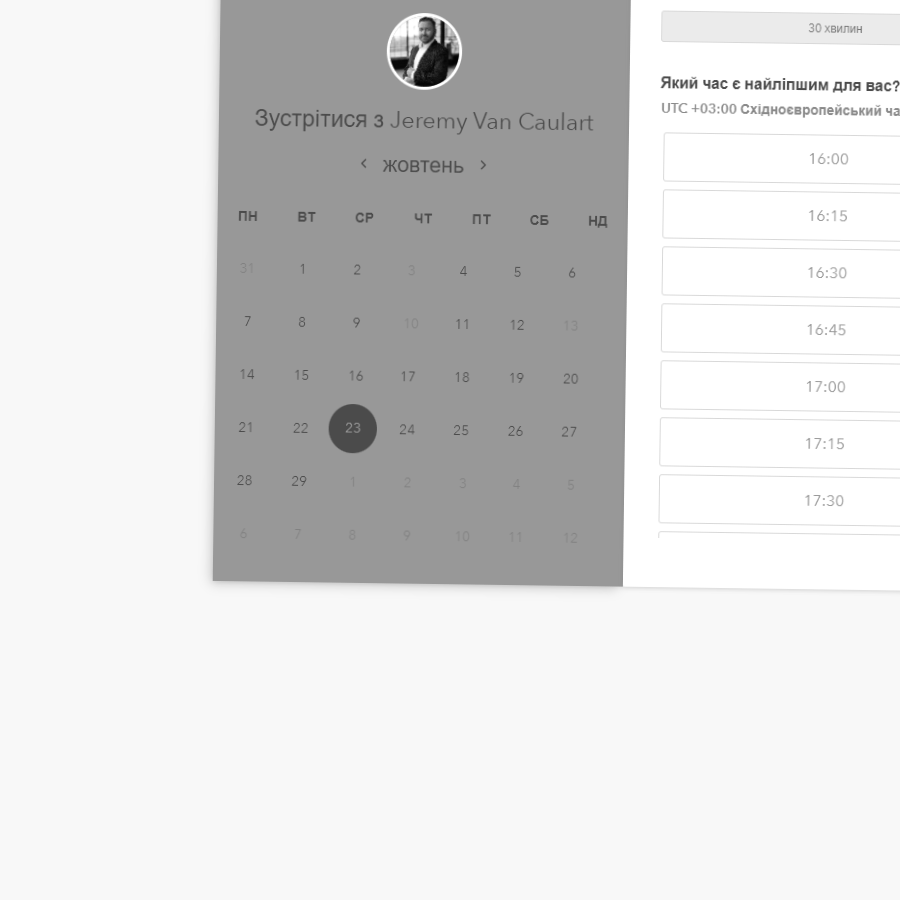 Зустрітися з Jeremy Van Caulart
‹ жовтень ›
ПН ВТ СР ЧТ ПТ СБ НД
31 1 2 3 4 5 6
7 8 9 10 11 12 13
14 15 16 17 18 19 20
21 22 23 24 25 26 27
28 29 1 2 3 4 5
6 7 8 9 10 11 12
30 хвилин
Який час є найліпшим для вас?
UTC +03:00 Східноєвропейський ча
16:00
16:15
16:30
16:45
17:00
17:15
17:30